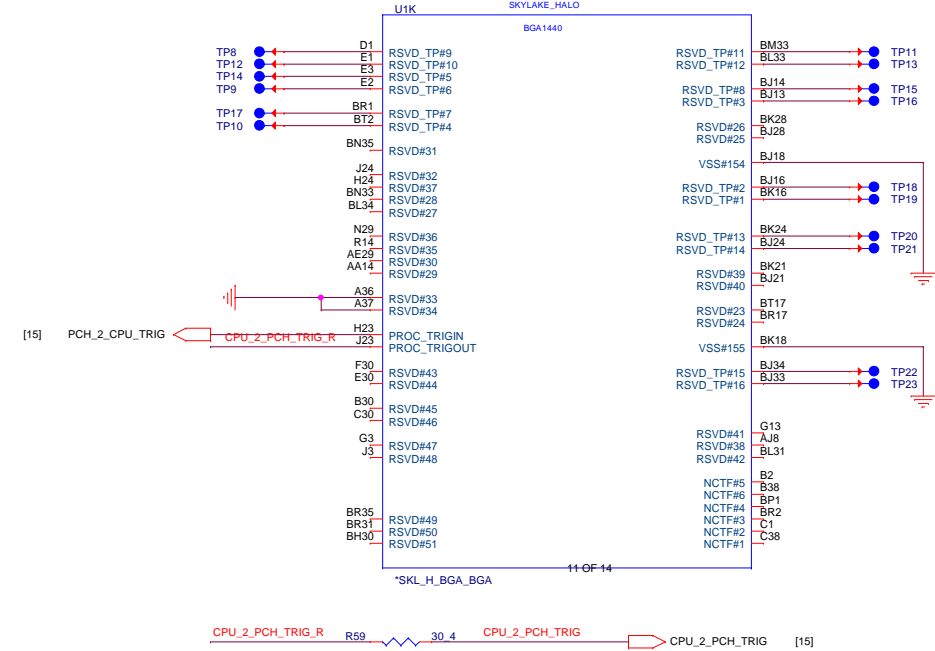 U1K
SKYLAKE_HALO
BGA1440
TP8 D1 RSVD_TP#9
TP12 E1 RSVD_TP#10
TP14 E3 RSVD_TP#5
TP9 E2 RSVD_TP#6
TP17 BR1 RSVD_TP#7
TP10 BT2 RSVD_TP#4
BN35 RSVD#31
J24 RSVD#32
H24 RSVD#37
BN33 RSVD#28
BL34 RSVD#27
N29 RSVD#36
R14 RSVD#35
AE29 RSVD#30
AA14 RSVD#29
A36 RSVD#33
A37 RSVD#34
[15] PCH_2_CPU_TRIG H23 PROC_TRIGIN
CPU_2_PCH_TRIG_R J23 PROC_TRIGOUT
F30 RSVD#43
E30 RSVD#44
B30 RSVD#45
C30 RSVD#46
G3 RSVD#47
J3 RSVD#48
BR35 RSVD#49
BR31 RSVD#50
BH30 RSVD#51
RSVD_TP#11 BM33 TP11
RSVD_TP#12 BL33 TP13
RSVD_TP#8 BJ14 TP15
RSVD_TP#3 BJ13 TP16
RSVD#26 BK28
RSVD#25 BJ28
VSS#154 BJ18
RSVD_TP#2 BJ16 TP18
RSVD_TP#1 BK16 TP19
RSVD_TP#13 BK24 TP20
RSVD_TP#14 BJ24 TP21
RSVD#39 BK21
RSVD#40 BJ21
RSVD#23 BT17
RSVD#24 BR17
VSS#155 BK18
RSVD_TP#15 BJ34 TP22
RSVD_TP#16 BJ33 TP23
RSVD#41 G13
RSVD#38 AJ8
RSVD#42 BL31
NCTF#5 B2
NCTF#6 B38
NCTF#4 BP1
NCTF#3 BR2
NCTF#2 C1
NCTF#1 C38
11 OF 14
*SKL_H_BGA_BGA
CPU_2_PCH_TRIG_R R59 30_4 CPU_2_PCH_TRIG CPU_2_PCH_TRIG [15]